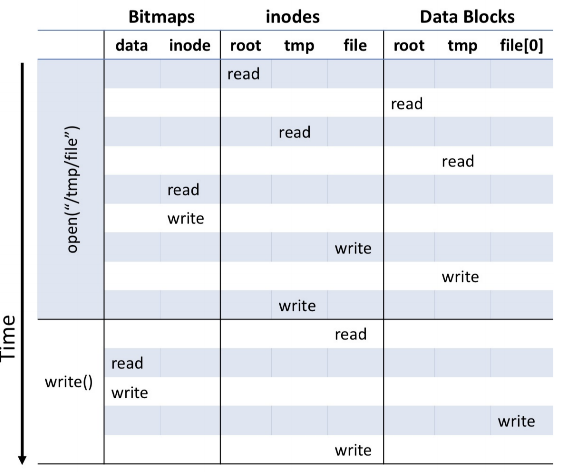 Bitmaps inodes Data Blocks
data inode root tmp file root tmp file[0]
read
read
read
read
read
write
write
write
write
open("/tmp/file")
read
read
write
write
write
write()
Time